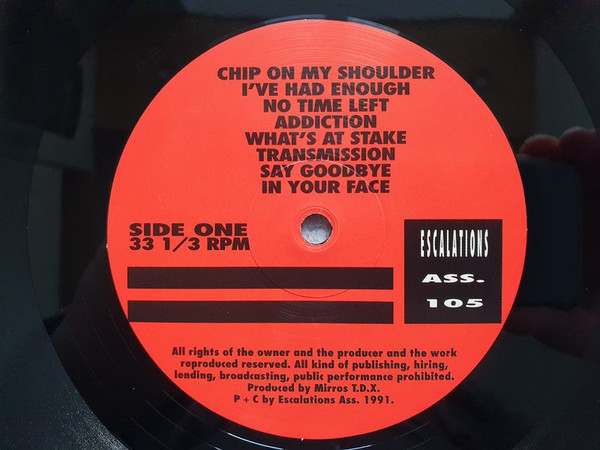 CHIP ON MY SHOULDER
I'VE HAD ENOUGH
NO TIME LEFT
ADDICTION
WHAT'S AT STAKE
TRANSMISSION
SAY GOODBYE
IN YOUR FACE
SIDE ONE
33 1/3 RPM
ESCALATIONS
ASS.
105
All rights of the owner and the producer and the work
reproduced reserved. All kind of publishing, hiring,
lending, broadcasting, public performance prohibited.
Produced by Mirros T.D.X.
P + C by Escalations Ass. 1991.